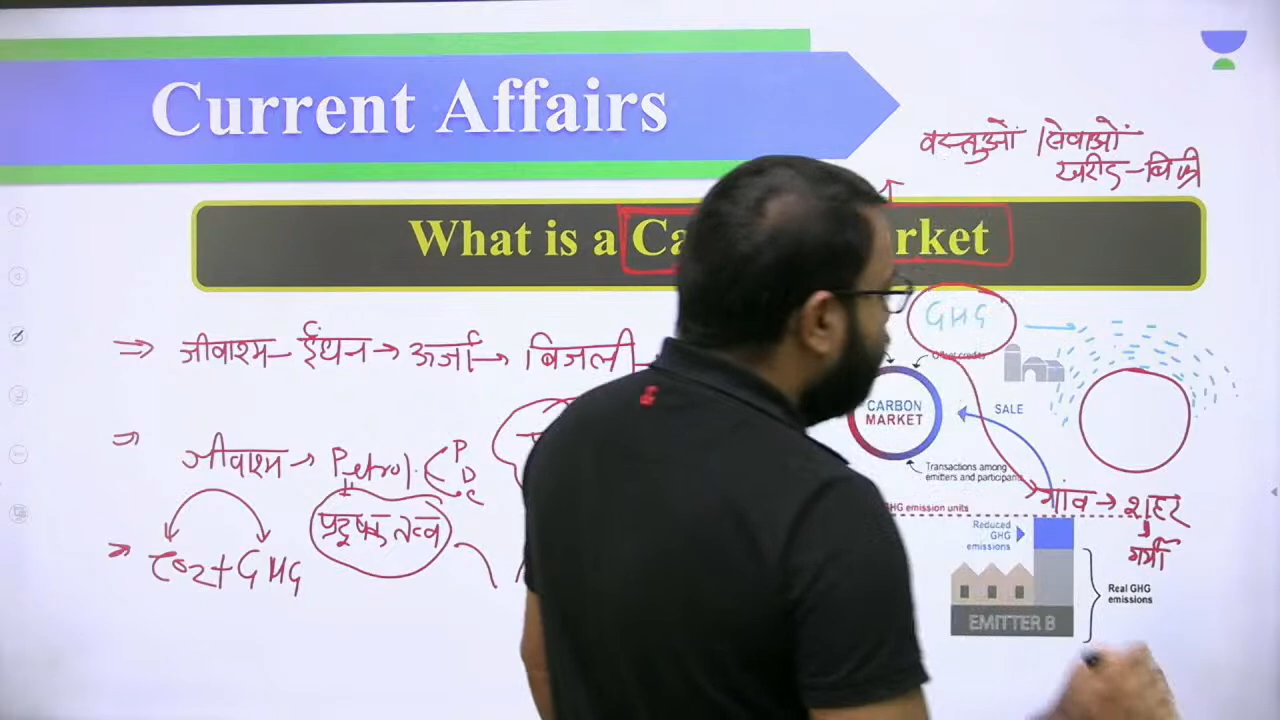 Current Affairs
वस्तुओं / सेवाओं
खरीद-बिक्री
What is a Ca rket
जीवाश्म - ईंधन → ऊर्जा → बिजली
GHG
Offset credits
CARBON
MARKET
SALE
Transactions among
emitters and participants
जीवाश्म → Petrol
P
D
C
गांव → शहर
गर्मी
GHG emission units
प्रदूषक तत्व
CO2 + GHG
Reduced
GHG
emissions
Real GHG
emissions
EMITTER B